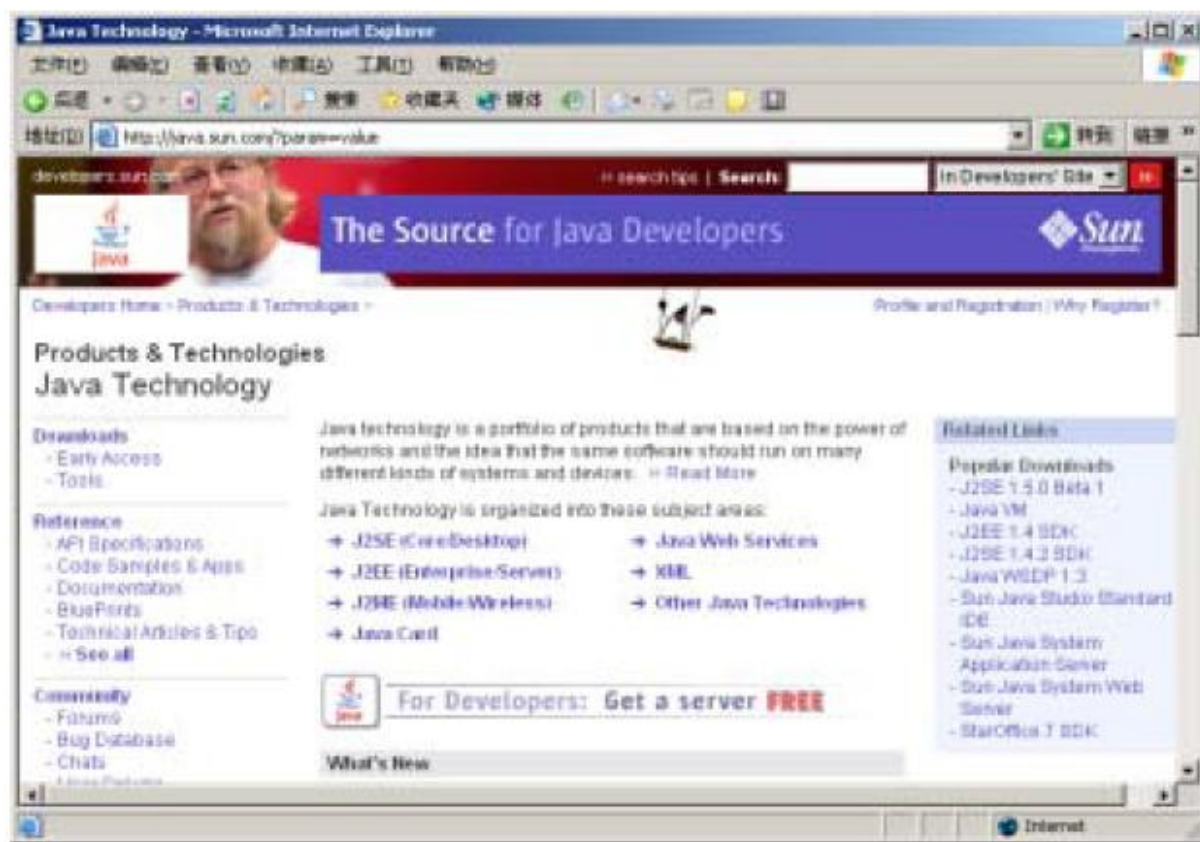 Java Technology - Microsoft Internet Explorer
文件(F) 编辑(E) 查看(V) 收藏(A) 工具(T) 帮助(H)
后退 搜索 收藏夹 媒体
地址(D) http://java.sun.com/?param=value 转到 链接 »
developers.sun.com » search tips | Search: in Developers' Site »
Java
The Source for Java Developers
Sun
Developers Home > Products & Technologies >
Profile and Registration | Why Register?
Products & Technologies
Java Technology
Downloads
- Early Access
- Tools
Reference
- API Specifications
- Code Samples & Apps
- Documentation
- BluePrints
- Technical Articles & Tips
- » See all
Community
- Forums
- Bug Database
- Chats
Java technology is a portfolio of products that are based on the power of
networks and the idea that the same software should run on many
different kinds of systems and devices. » Read More
Java Technology is organized into these subject areas:
→ J2SE (Core/Desktop)
→ J2EE (Enterprise/Server)
→ J2ME (Mobile/Wireless)
→ Java Card
→ Java Web Services
→ XML
→ Other Java Technologies
Java
For Developers: Get a server FREE
What's New
Related Links
Popular Downloads
- J2SE 1.5.0 Beta 1
- Java VM
- J2EE 1.4 SDK
- J2SE 1.4.2 SDK
- Java WSDP 1.3
- Sun Java Studio Standard
IDE
- Sun Java System
Application Server
- Sun Java System Web
Server
- StarOffice 7 SDK
Internet